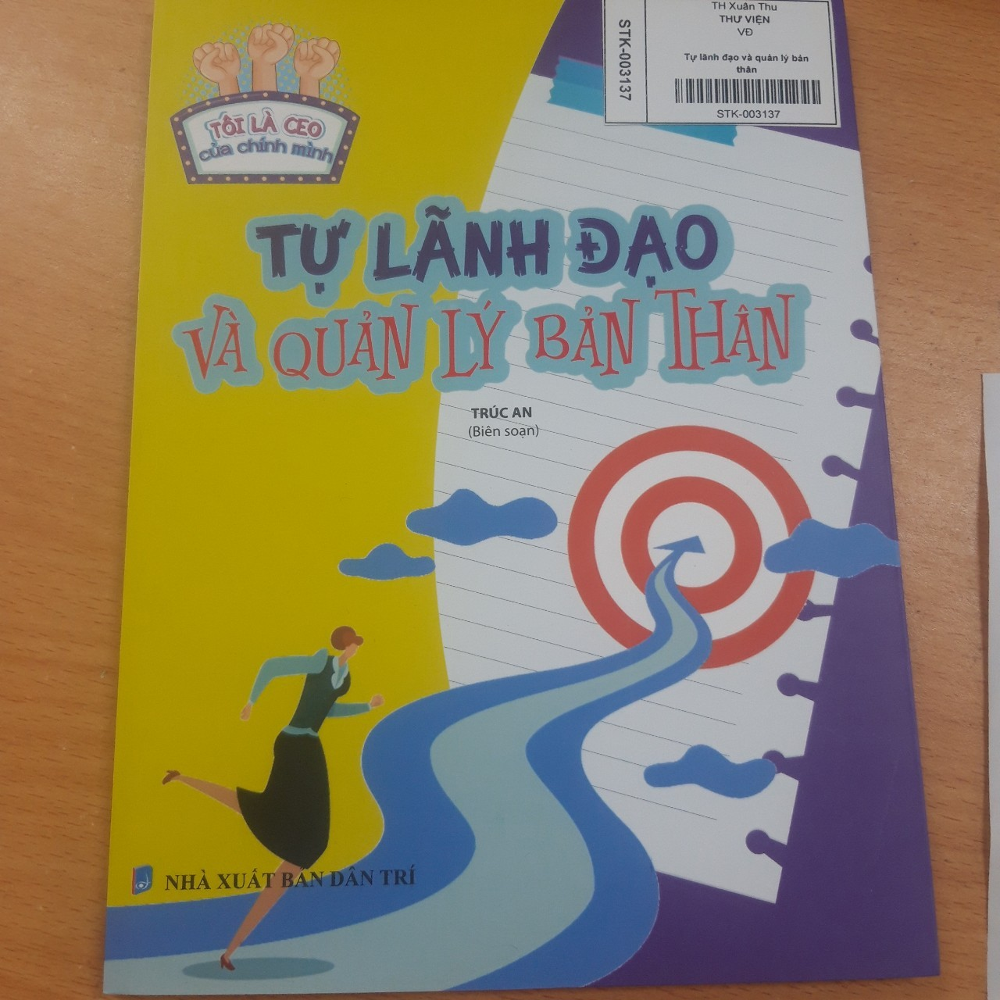 TH Xuân Thu
THƯ VIỆN
VĐ
Tự lãnh đạo và quản lý bản
thân
STK-003137
STK-003137
TÔI LÀ CEO
của chính mình
TỰ LÃNH ĐẠO
VÀ QUẢN LÝ BẢN THÂN
TRÚC AN
(Biên soạn)
NHÀ XUẤT BẢN DÂN TRÍ